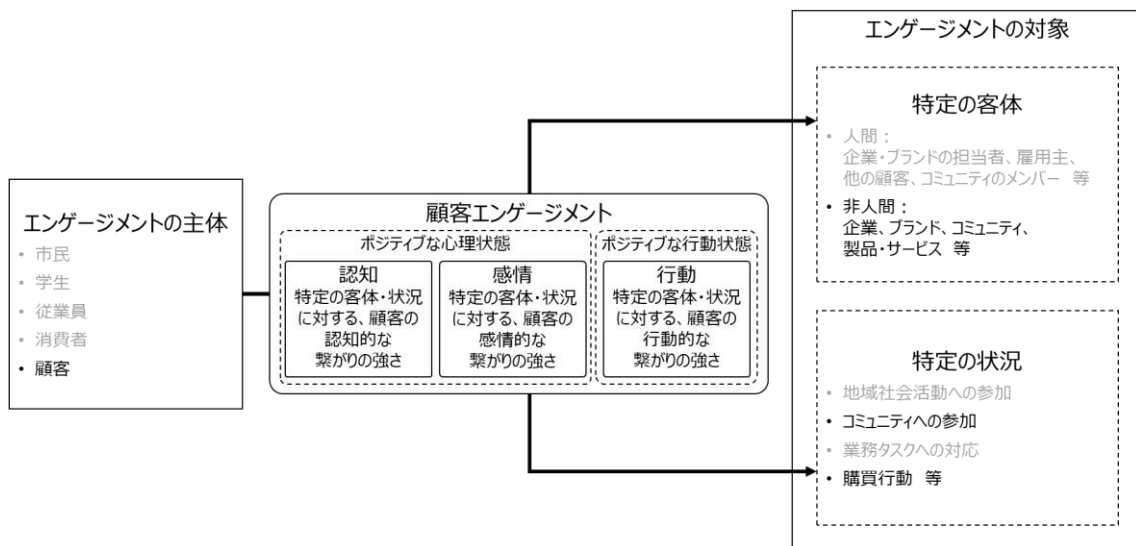 エンゲージメントの主体
• 市民
• 学生
• 従業員
• 消費者
• 顧客
顧客エンゲージメント
ポジティブな心理状態
認知
特定の客体・状況
に対する、顧客の
認知的な
繋がりの強さ
感情
特定の客体・状況
に対する、顧客の
感情的な
繋がりの強さ
ポジティブな行動状態
行動
特定の客体・状況
に対する、顧客の
行動的な
繋がりの強さ
エンゲージメントの対象
特定の客体
• 人間：
企業・ブランドの担当者、雇用主、
他の顧客、コミュニティのメンバー 等
• 非人間：
企業、ブランド、コミュニティ、
製品・サービス 等
特定の状況
• 地域社会活動への参加
• コミュニティへの参加
• 業務タスクへの対応
• 購買行動 等